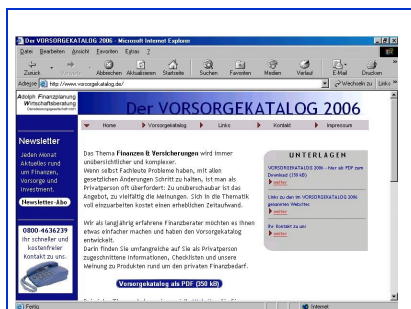 Der VORSORGEKATALOG 2006 - Microsoft Internet Explorer
Datei Bearbeiten Ansicht Favoriten Extras ?
Zurück Abbrechen Aktualisieren Startseite Suchen Favoriten Medien Verlauf E-Mail Drucken
Adresse http://www.vorsorgekatalog.de/ Wechseln zu Links
Adolph Finanzplanung
Wirtschaftsberatung
Der VORSORGEKATALOG 2006
Home Vorsorgekatalog Links Kontakt Impressum
Newsletter
Jeden Monat
Aktuelles rund
um Finanzen,
Vorsorge und
Investment.
Newsletter-Abo
0800-4636239
Ihr schneller und
kostenfreier
Kontakt zu uns.
Das Thema Finanzen & Versicherungen wird immer
unübersichtlicher und komplexer.
Wenn selbst Fachleute Probleme haben, mit allen
gesetzlichen Änderungen Schritt zu halten, ist man als
Privatperson oft überfordert: Zu unüberschaubar ist das
Angebot, zu vielfältig die Meinungen. Sich in die Thematik
voll einzuarbeiten kostet einen erheblichen Zeitaufwand.
Wir als langjährig erfahrene Finanzberater möchten es Ihnen
etwas einfacher machen und haben den Vorsorgekatalog
entwickelt.
Darin finden Sie umfangreiche auf Sie als Privatperson
zugeschnittene Informationen, Checklisten und unsere
Meinung zu Produkten rund um den privaten Finanzbedarf.
Vorsorgekatalog als PDF (350 kB)
UNTERLAGEN
VORSORGEKATALOG 2006 - hier als PDF zum
Download (350 kB)
weiter
Links zu den im VORSORGEKATALOG 2006
genannten Websites
weiter
Ihr Kontakt zu uns
weiter
Fertig Internet